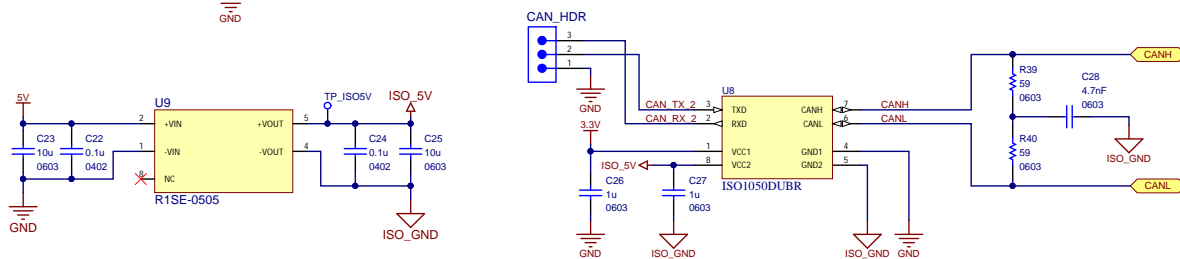 GND
5V
C23
10u
0603
C22
0.1u
0402
GND
U9
2
+VIN
+VOUT
5
1
-VIN
-VOUT
4
8
NC
R1SE-0505
TP_ISO5V
ISO_5V
C24
0.1u
0402
C25
10u
0603
ISO_GND
CAN_HDR
3
2
1
GND
CAN_TX_2
CAN_RX_2
3.3V
ISO_5V
C26
1u
0603
GND
C27
1u
0603
ISO_GND
U8
3
TXD
CANH
7
CANH
2
RXD
CANL
6
CANL
1
VCC1
GND1
4
8
VCC2
GND2
5
ISO1050DUBR
ISO_GND
GND
R39
59
0603
R40
59
0603
C28
4.7nF
0603
ISO_GND
CANH
CANL